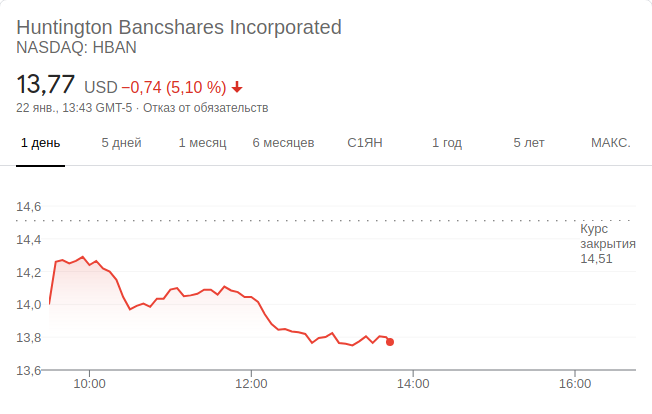 Huntington Bancshares Incorporated
NASDAQ: HBAN
13,77 USD −0,74 (5,10 %)
22 янв., 13:43 GMT-5 · Отказ от обязательств
1 день 5 дней 1 месяц 6 месяцев С1ЯН 1 год 5 лет МАКС.
14,6
Курс
закрытия
14,51
14,4
14,2
14,0
13,8
13,6
10:00 12:00 14:00 16:00